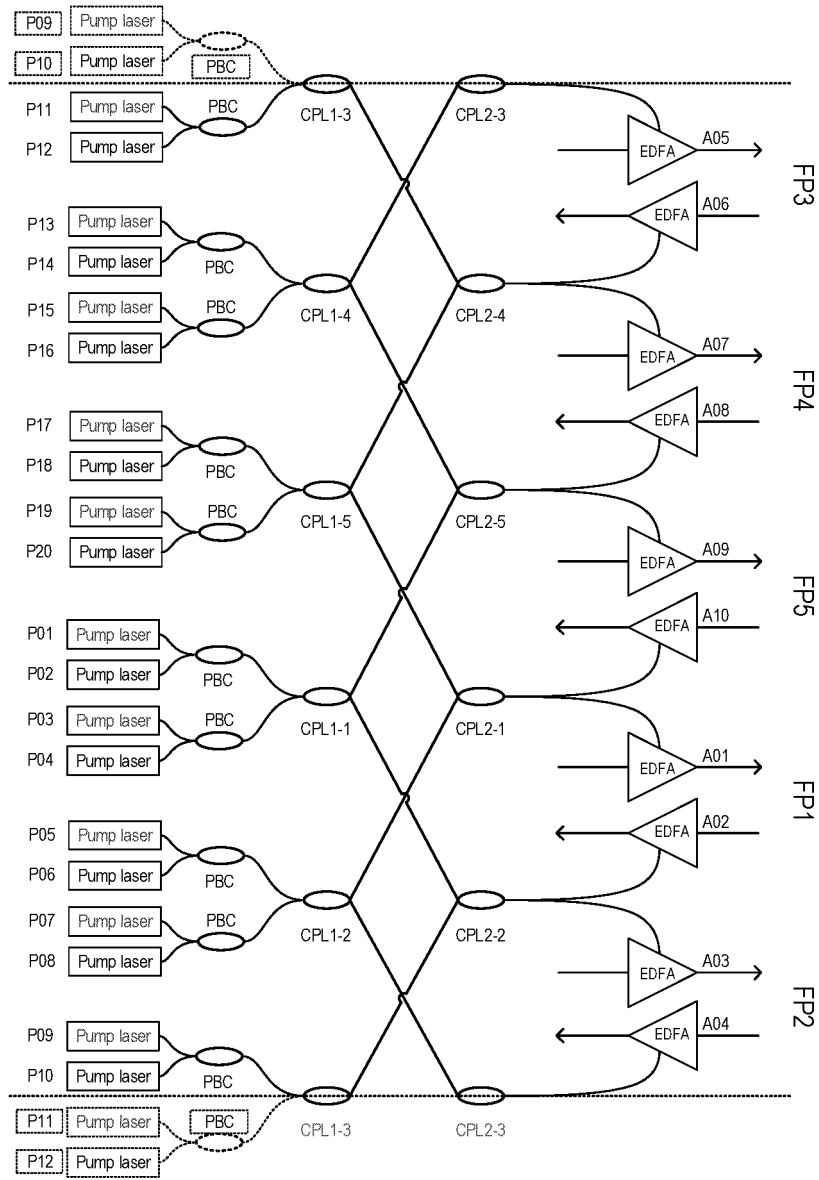 P09 Pump laser
P10 Pump laser PBC
P11 Pump laser PBC
P12 Pump laser
CPL1-3 CPL2-3
EDFA A05
FP3
EDFA A06
P13 Pump laser
P14 Pump laser PBC
P15 Pump laser PBC
P16 Pump laser
CPL1-4 CPL2-4
EDFA A07
FP4
EDFA A08
P17 Pump laser
P18 Pump laser PBC
P19 Pump laser PBC
P20 Pump laser
CPL1-5 CPL2-5
EDFA A09
FP5
EDFA A10
P01 Pump laser
P02 Pump laser PBC
P03 Pump laser PBC
P04 Pump laser
CPL1-1 CPL2-1
EDFA A01
FP1
EDFA A02
P05 Pump laser
P06 Pump laser PBC
P07 Pump laser PBC
P08 Pump laser
CPL1-2 CPL2-2
EDFA A03
FP2
EDFA A04
P09 Pump laser
P10 Pump laser PBC
P11 Pump laser PBC
P12 Pump laser
CPL1-3 CPL2-3